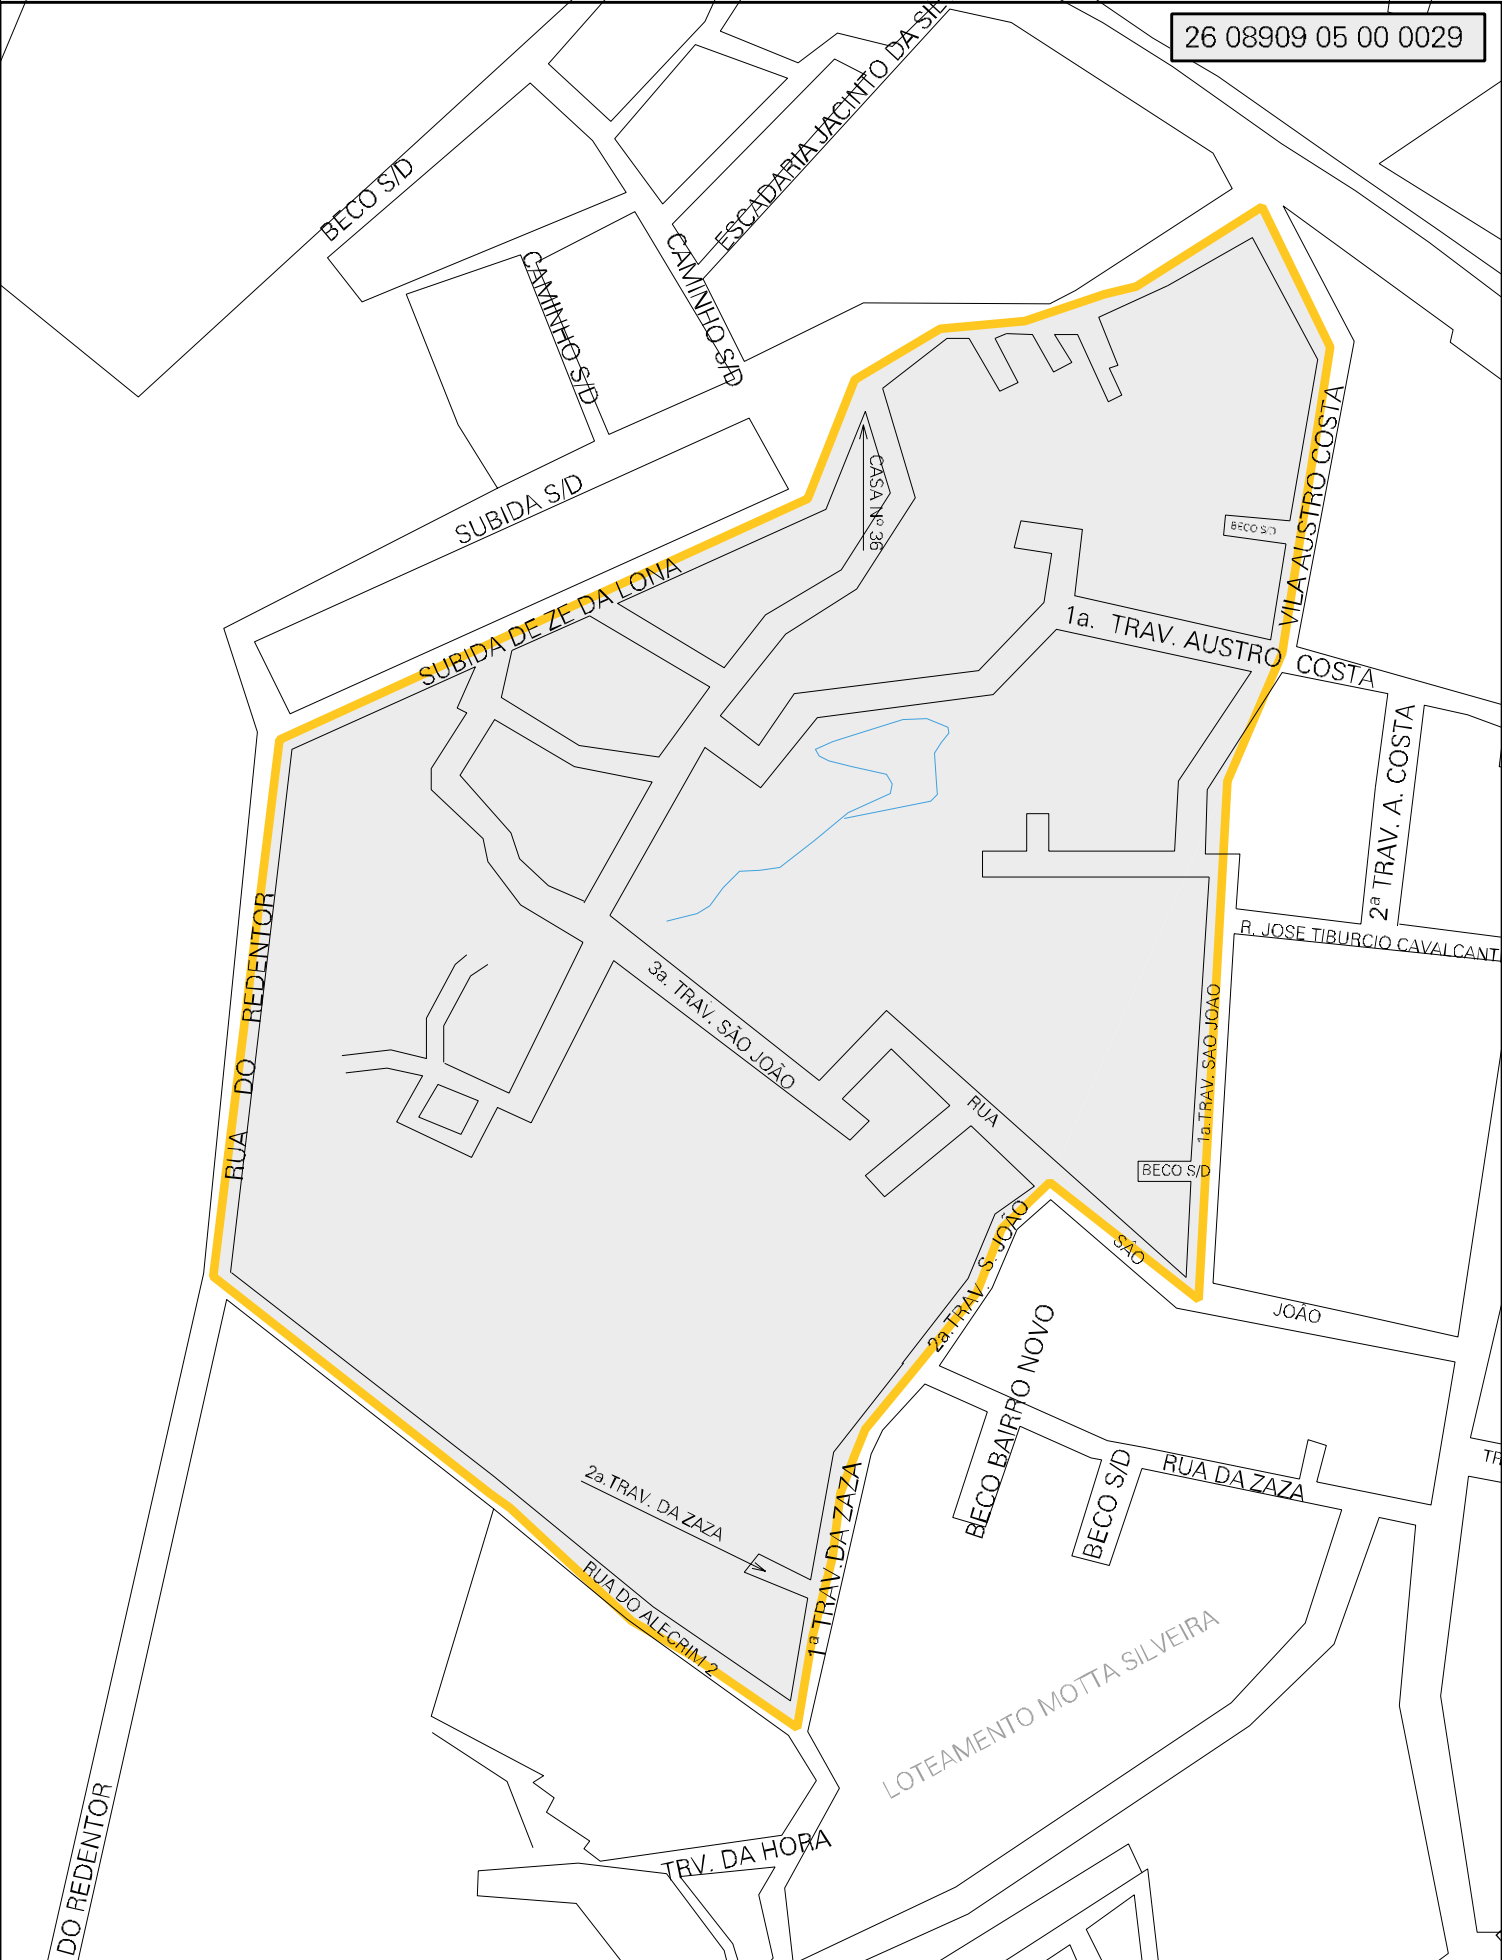 26 08909 05 00 0029
BECO S/D
ESCADARIA JACINTO DA SIL
CAMINHO S/D
CAMINHO S/D
SUBIDA S/D
CASA Nº 36
VILA AUSTRO COSTA
BECO S/D
SUBIDA DE ZE DA LONA
1a. TRAV. AUSTRO COSTA
2ª TRAV. A. COSTA
R. JOSE TIBURCIO CAVALCANT
RUA DO REDENTOR
3a. TRAV. SÃO JOÃO
1a.TRAV. SAO JOAO
RUA SÃO JOÃO
BECO S/D
2a.TRAV. S. JOÃO
BECO BAIRRO NOVO
BECO S/D
RUA DA ZAZA
TR
2a.TRAV. DA ZAZA
1ª TRAV.DA ZAZA
RUA DO ALECRIM 2
LOTEAMENTO MOTTA SILVEIRA
TRV. DA HORA
DO REDENTOR